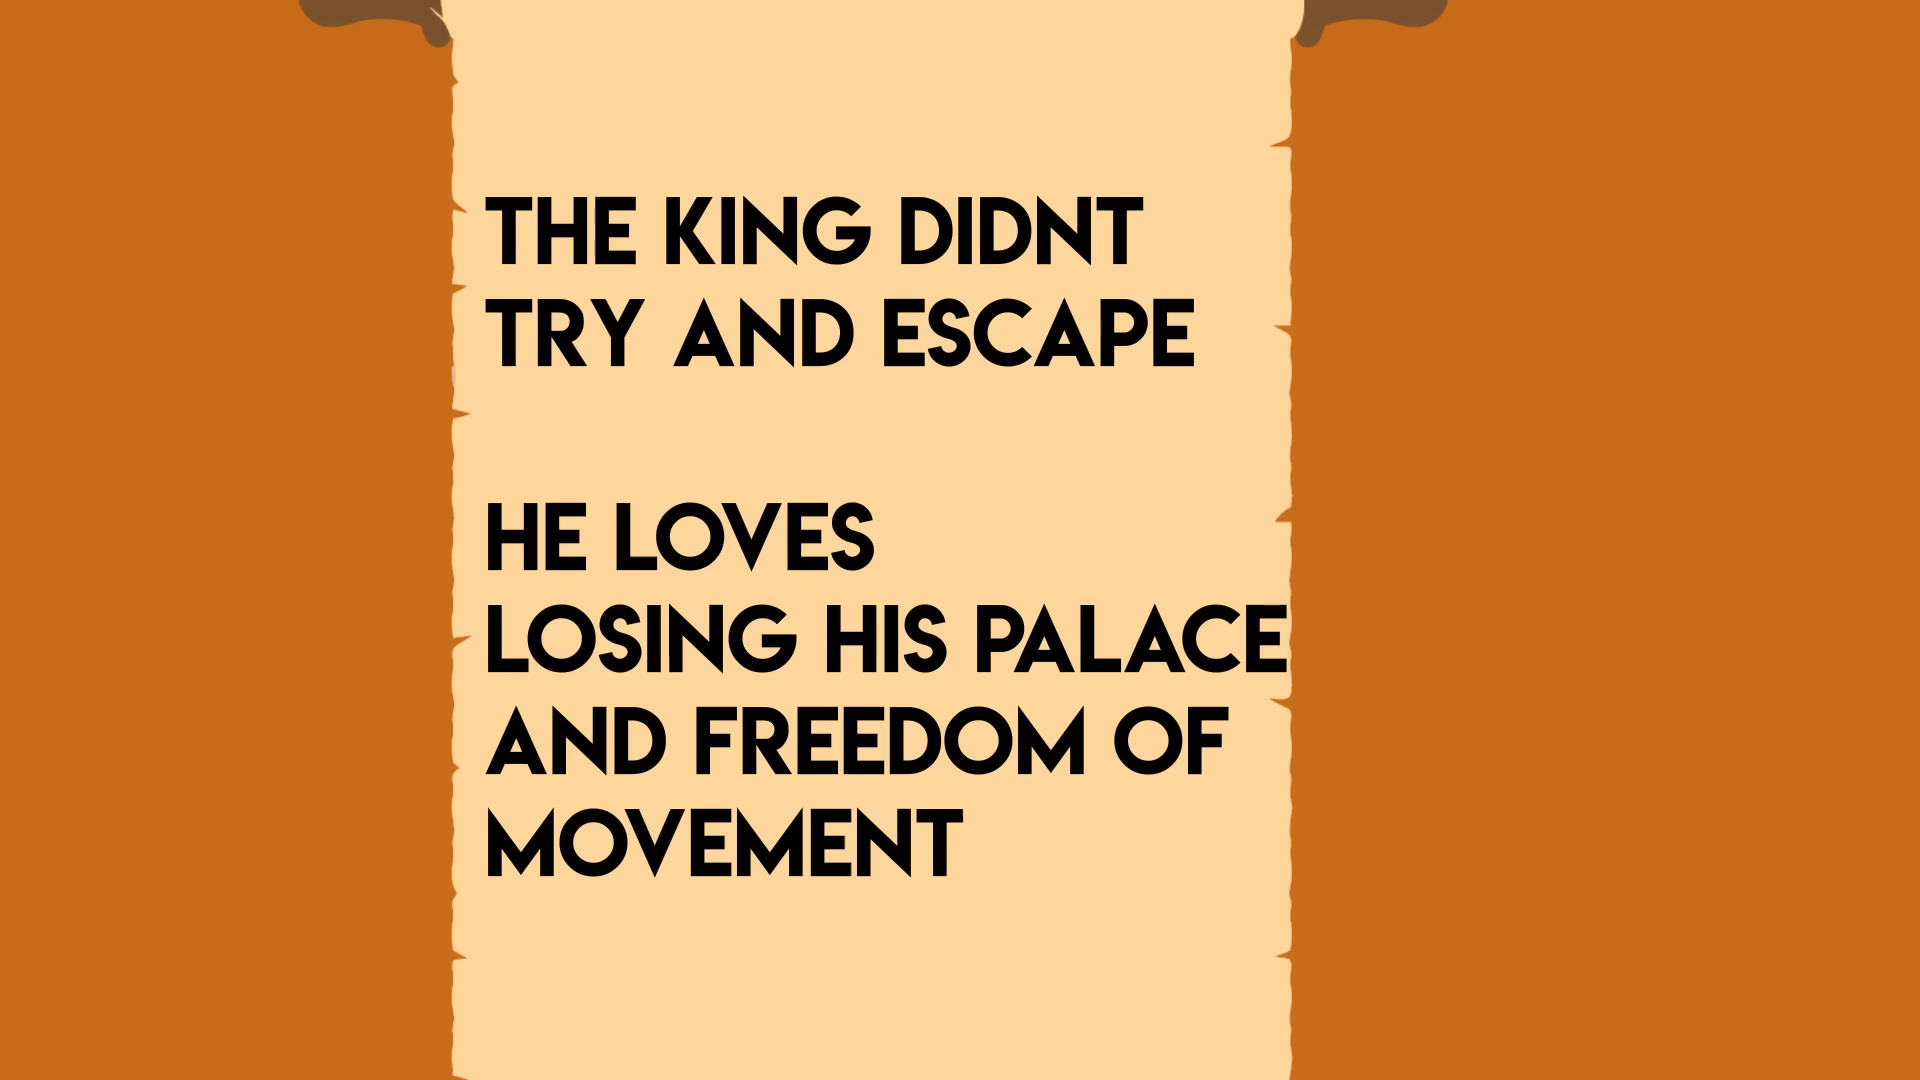 THE KING DIDNT
TRY AND ESCAPE
HE LOVES
LOSING HIS PALACE
AND FREEDOM OF
MOVEMENT